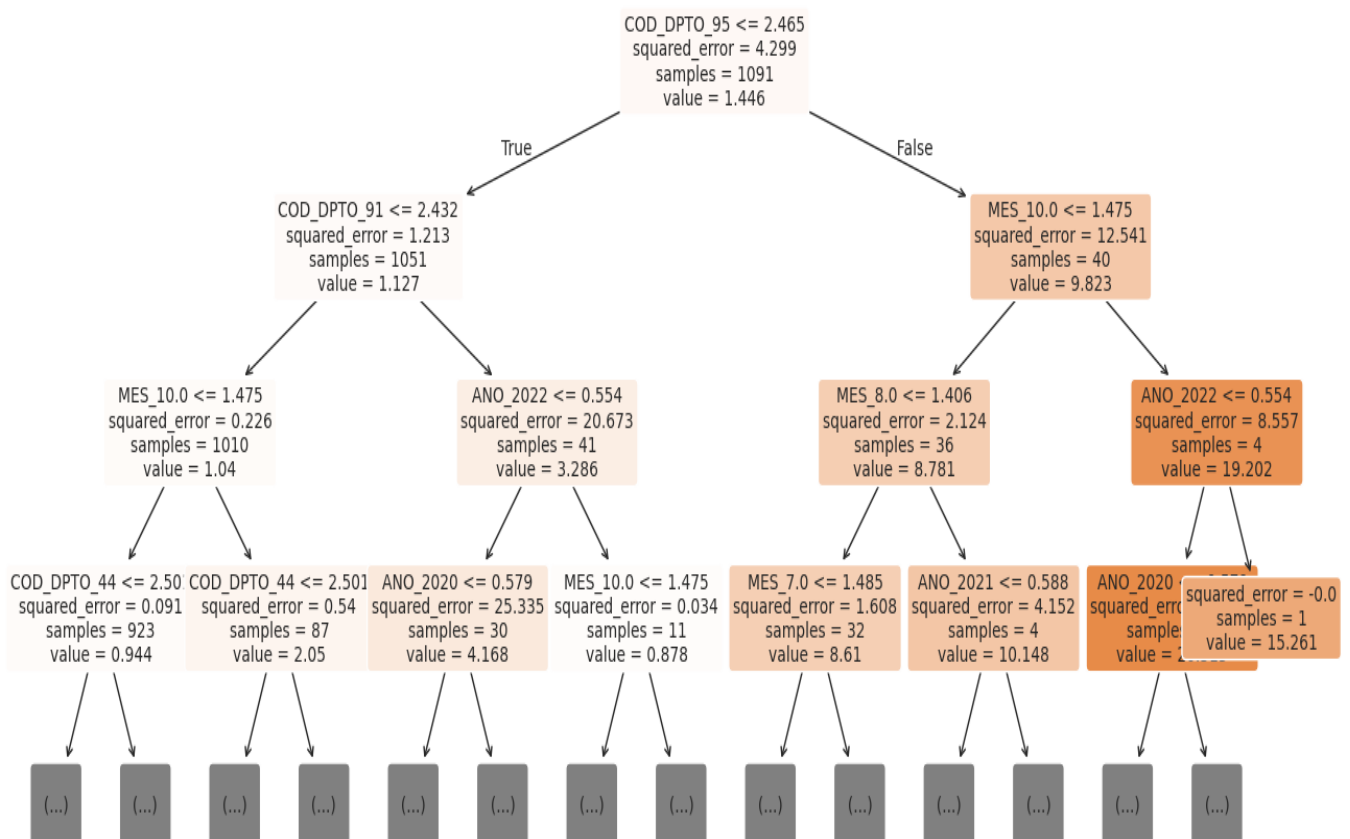 COD_DPTO_95 <= 2.465
squared_error = 4.299
samples = 1091
value = 1.446
True
False
COD_DPTO_91 <= 2.432
squared_error = 1.213
samples = 1051
value = 1.127
MES_10.0 <= 1.475
squared_error = 12.541
samples = 40
value = 9.823
MES_10.0 <= 1.475
squared_error = 0.226
samples = 1010
value = 1.04
ANO_2022 <= 0.554
squared_error = 20.673
samples = 41
value = 3.286
MES_8.0 <= 1.406
squared_error = 2.124
samples = 36
value = 8.781
ANO_2022 <= 0.554
squared_error = 8.557
samples = 4
value = 19.202
COD_DPTO_44 <= 2.501
squared_error = 0.091
samples = 923
value = 0.944
COD_DPTO_44 <= 2.501
squared_error = 0.54
samples = 87
value = 2.05
ANO_2020 <= 0.579
squared_error = 25.335
samples = 30
value = 4.168
MES_10.0 <= 1.475
squared_error = 0.034
samples = 11
value = 0.878
MES_7.0 <= 1.485
squared_error = 1.608
samples = 32
value = 8.61
ANO_2021 <= 0.588
squared_error = 4.152
samples = 4
value = 10.148
ANO_2020
value =
squared_error = -0.0
samples = 1
value = 15.261
(...)
(...)
(...)
(...)
(...)
(...)
(...)
(...)
(...)
(...)
(...)
(...)
(...)
(...)